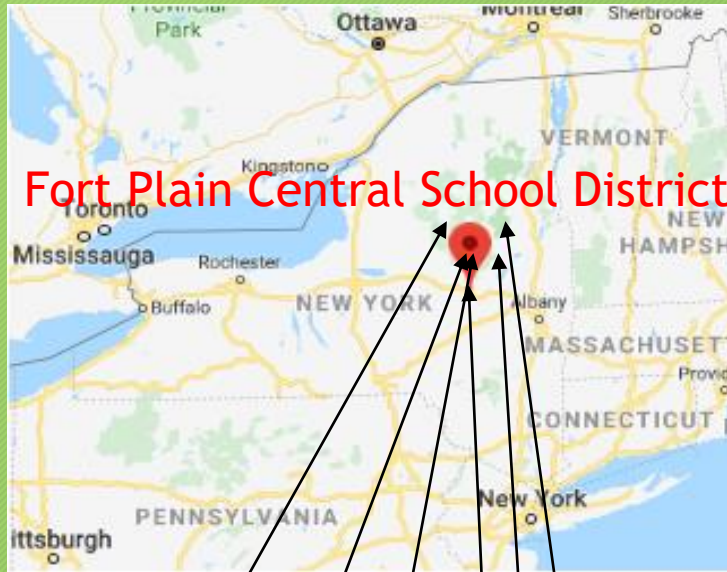 Provincial
Park
Ottawa
Montreal
Sherbrooke
VERMONT
Kingston
Fort Plain Central School District
Toronto
NEW
HAMPSH
Mississauga
Rochester
Buffalo
NEW YORK
Albany
MASSACHUSETT
Provid
CONNECTICUT
New York
PENNSYLVANIA
ittsburgh